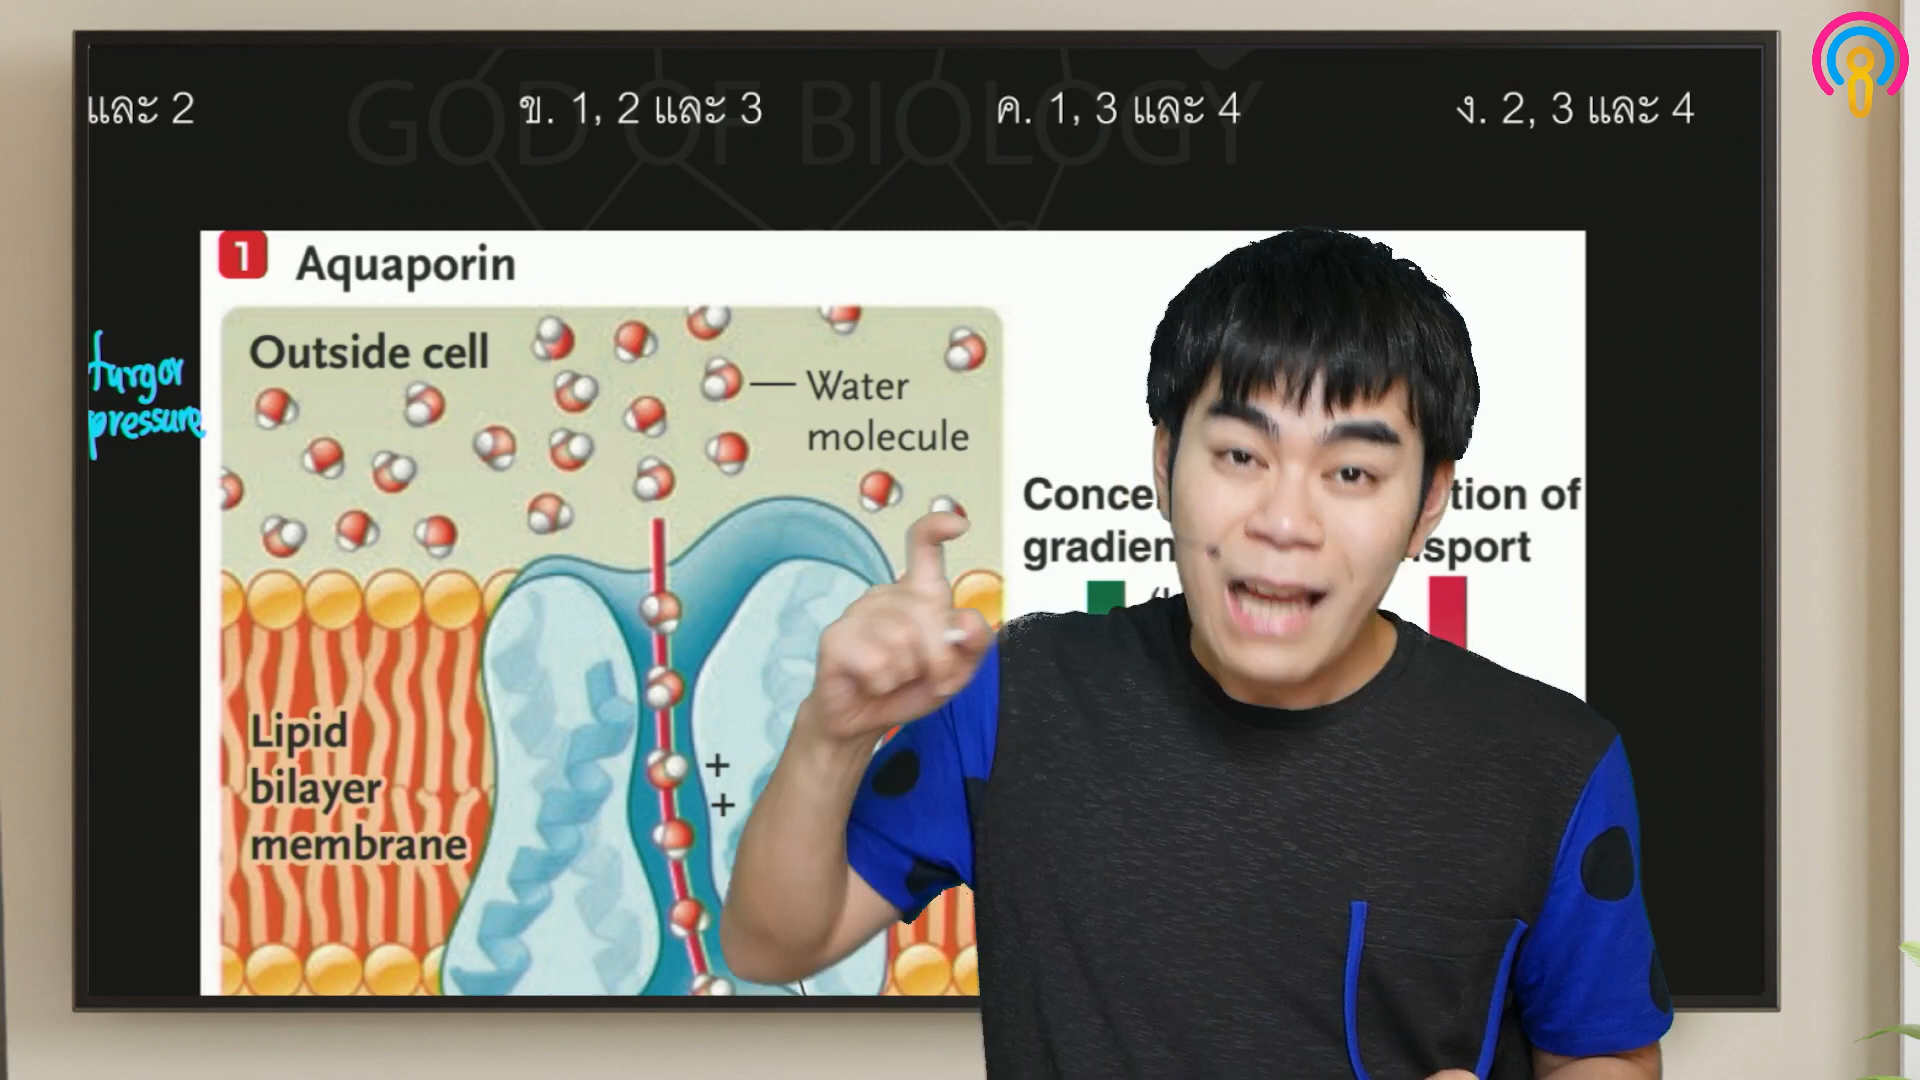 และ 2
ข. 1, 2 และ 3
ค. 1, 3 และ 4
ง. 2, 3 และ 4
GOD OF BIOLOGY
1 Aquaporin
Outside cell
Water
molecule
turgor
pressure
tion of
sport
+
+
Lipid
bilayer
membrane